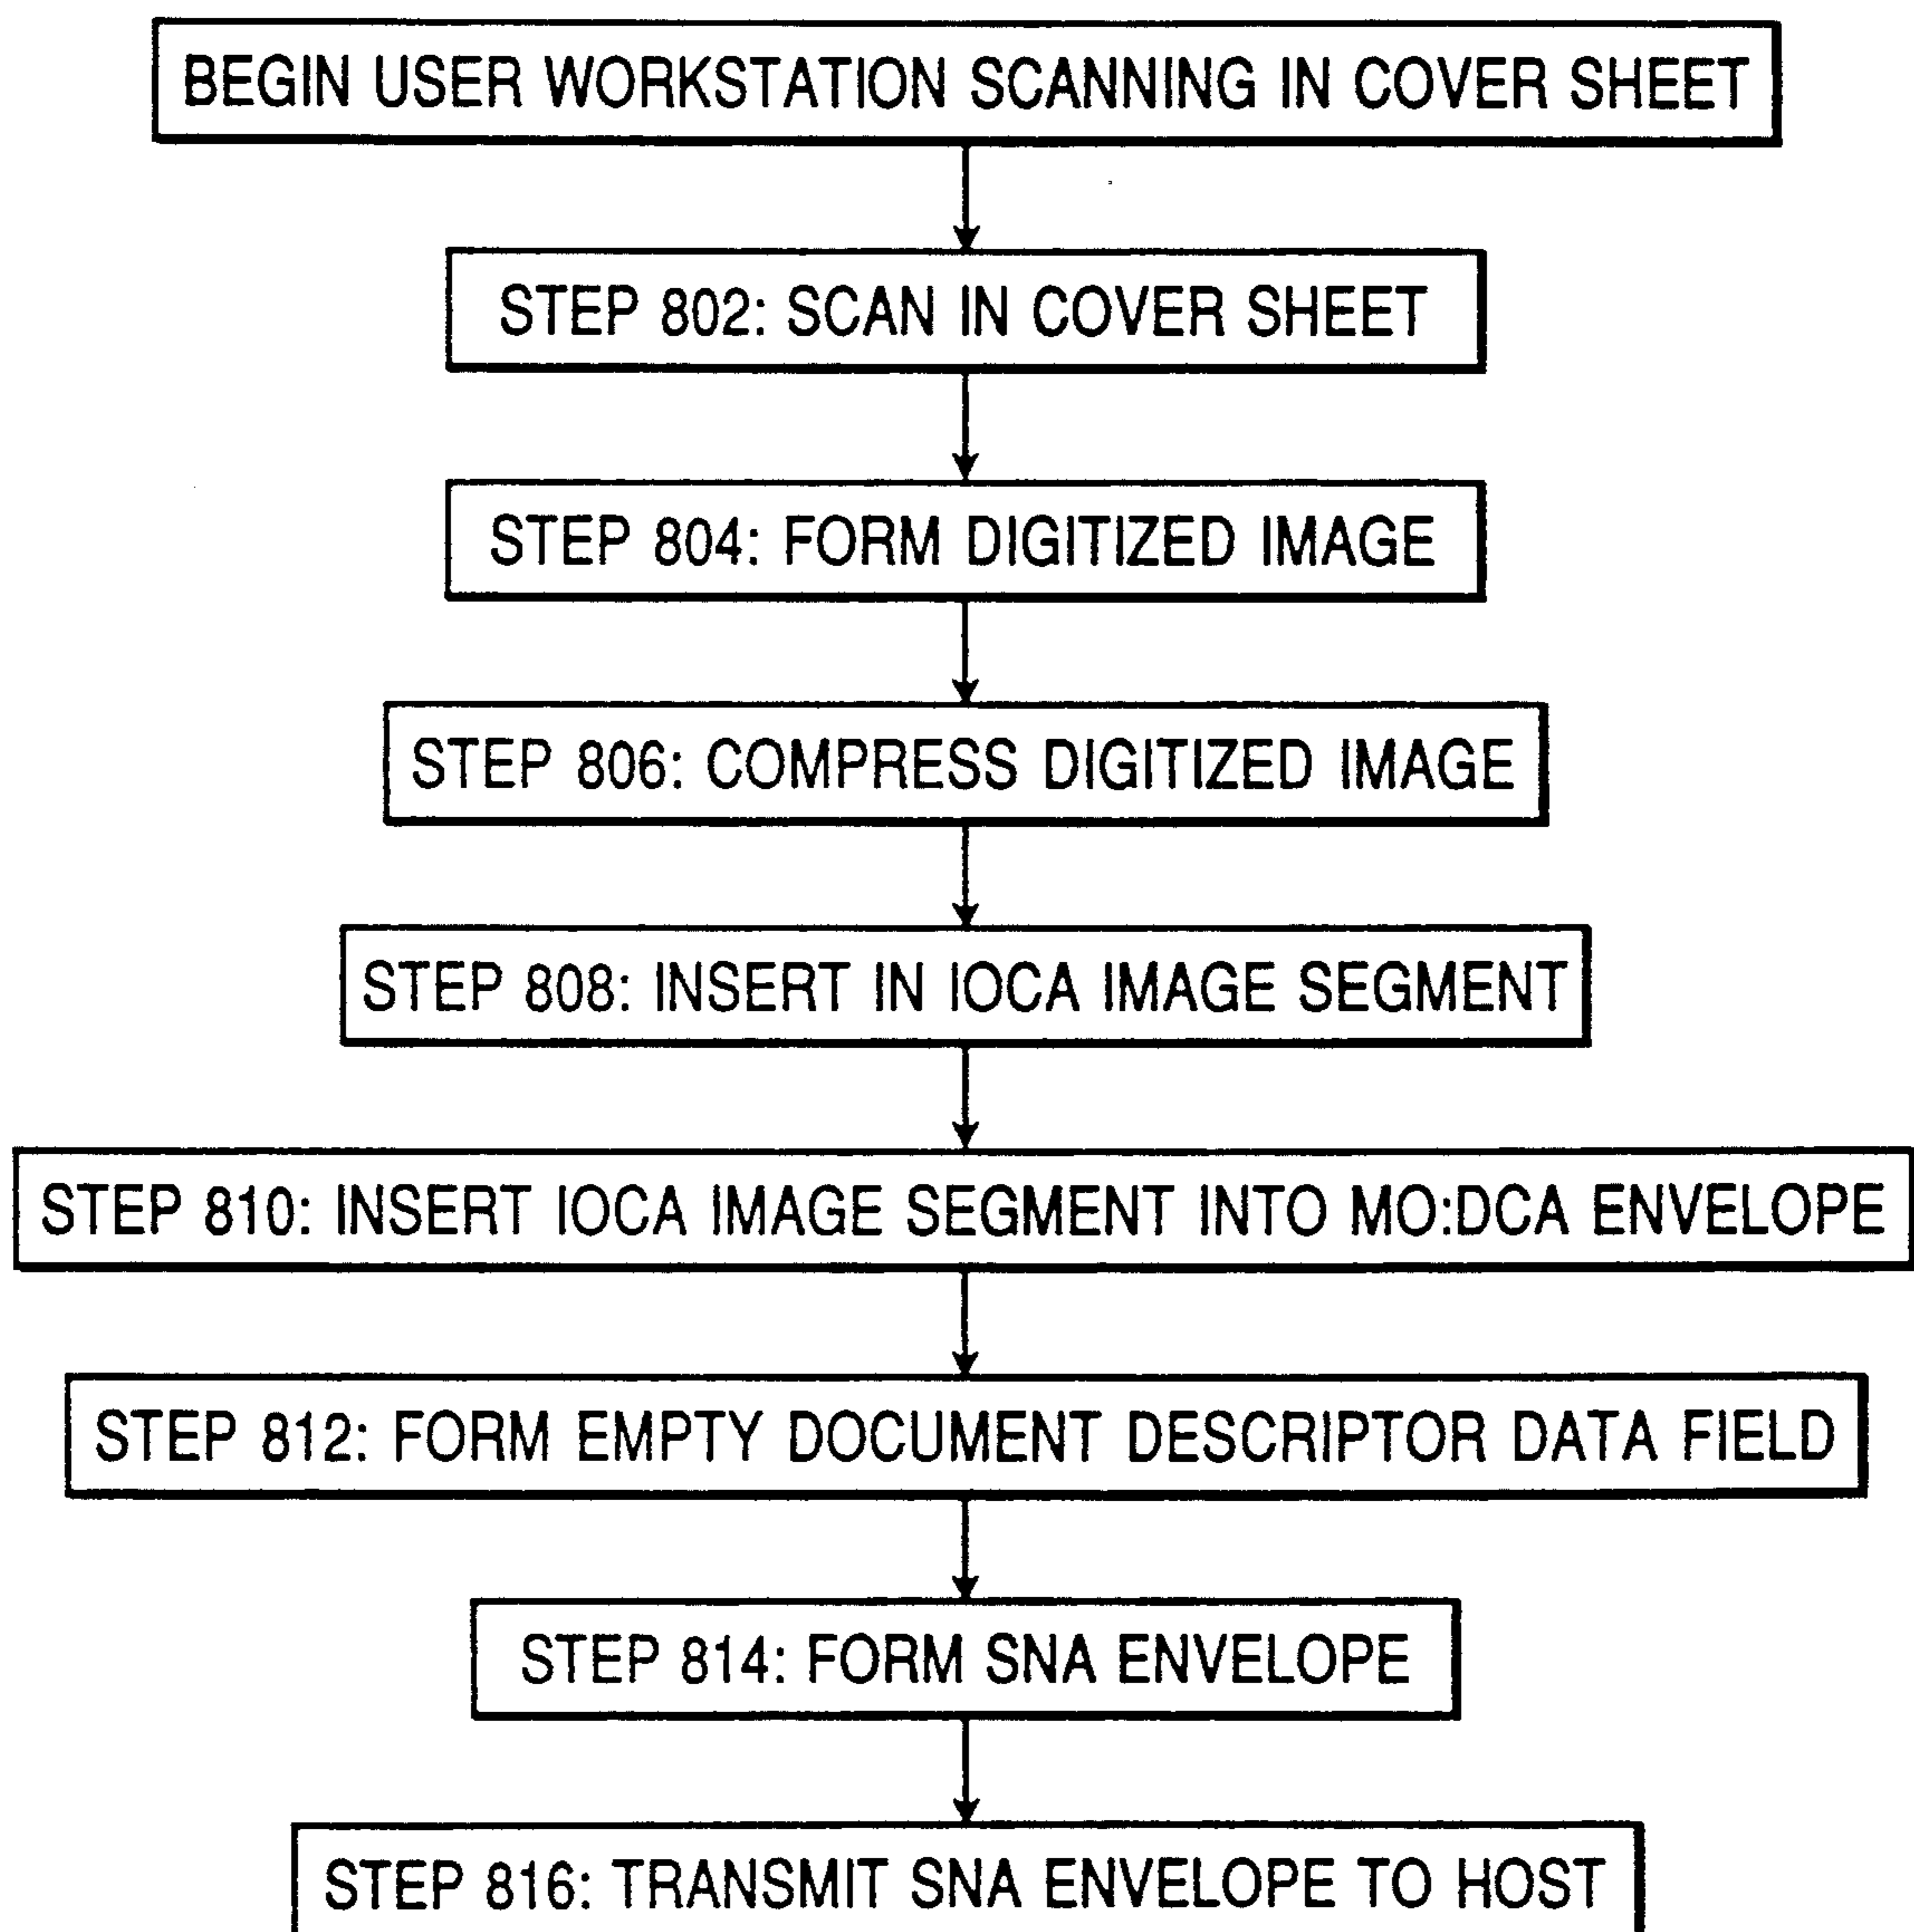 BEGIN USER WORKSTATION SCANNING IN COVER SHEET
STEP 802: SCAN IN COVER SHEET
STEP 804: FORM DIGITIZED IMAGE
STEP 806: COMPRESS DIGITIZED IMAGE
STEP 808: INSERT IN IOCA IMAGE SEGMENT
STEP 810: INSERT IOCA IMAGE SEGMENT INTO MO:DCA ENVELOPE
STEP 812: FORM EMPTY DOCUMENT DESCRIPTOR DATA FIELD
STEP 814: FORM SNA ENVELOPE
STEP 816: TRANSMIT SNA ENVELOPE TO HOST